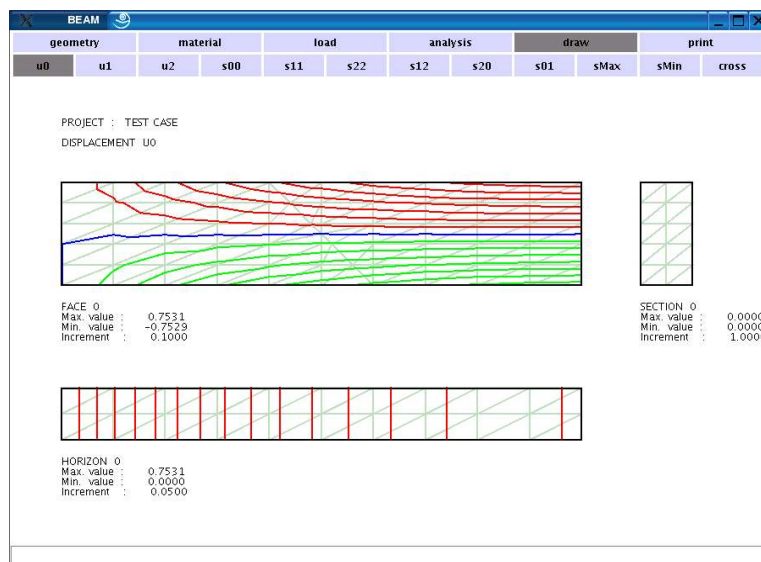 BEAM
geometry material load analysis draw print
u0 u1 u2 s00 s11 s22 s12 s20 s01 sMax sMin cross
PROJECT : TEST CASE
DISPLACEMENT U0
FACE 0
Max. value : 0.7531
Min. value : -0.7529
Increment : 0.1000
SECTION 0
Max. value : 0.0000
Min. value : 0.0000
Increment : 1.0000
HORIZON 0
Max. value : 0.7531
Min. value : 0.0000
Increment : 0.0500